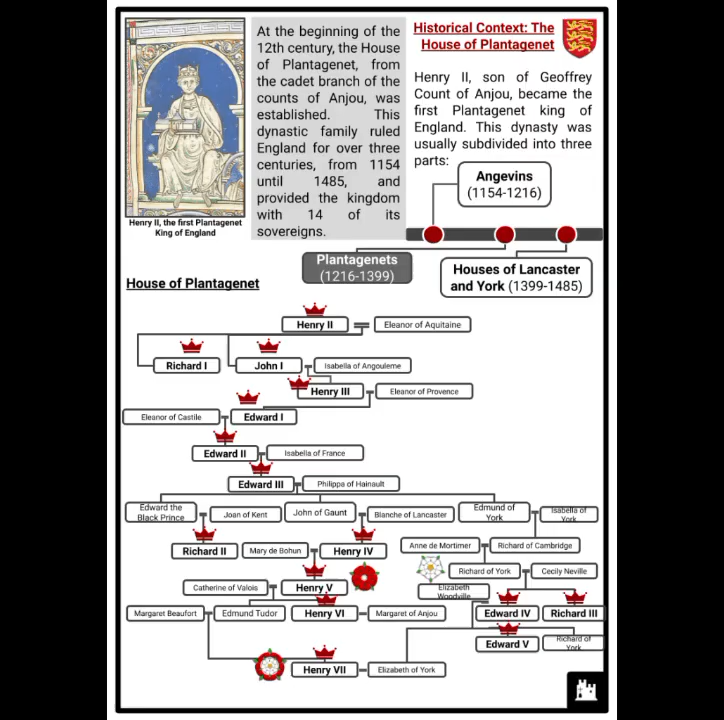 At the beginning of the
12th century, the House
of Plantagenet, from
the cadet branch of the
counts of Anjou, was
established. This
dynastic family ruled
England for over three
centuries, from 1154
until 1485, and
provided the kingdom
with 14 of its
sovereigns.
Henry II, the first Plantagenet
King of England
Historical Context: The
House of Plantagenet
Henry II, son of Geoffrey
Count of Anjou, became the
first Plantagenet king of
England. This dynasty was
usually subdivided into three
parts:
Angevins
(1154-1216)
Plantagenets
(1216-1399)
Houses of Lancaster
and York (1399-1485)
House of Plantagenet
Henry II
Eleanor of Aquitaine
Richard I
John I
Isabella of Angouleme
Henry III
Eleanor of Provence
Eleanor of Castile
Edward I
Edward II
Isabella of France
Edward III
Philippa of Hainault
Edward the
Black Prince
Joan of Kent
John of Gaunt
Blanche of Lancaster
Edmund of
York
Isabella of
York
Richard II
Mary de Bohun
Henry IV
Anne de Mortimer
Richard of Cambridge
Richard of York
Cecily Neville
Catherine of Valois
Henry V
Elizabeth
Woodville
Margaret Beaufort
Edmund Tudor
Henry VI
Margaret of Anjou
Edward IV
Richard III
Edward V
Richard of
York
Henry VII
Elizabeth of York